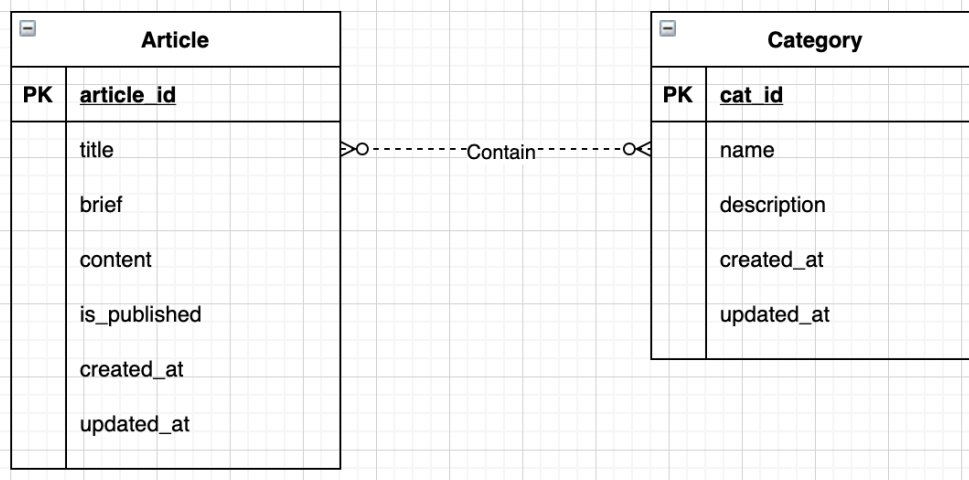 Article
PK article_id
title
brief
content
is_published
created_at
updated_at
Contain
Category
PK cat_id
name
description
created_at
updated_at